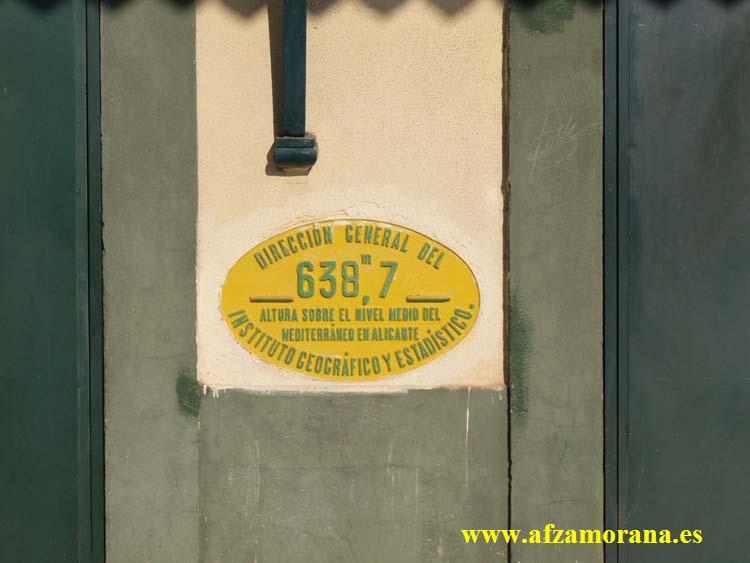 DIRECCIÓN GENERAL DEL
638,7 m
ALTURA SOBRE EL NIVEL MEDIO DEL
MEDITERRÁNEO EN ALICANTE
INSTITUTO GEOGRÁFICO Y ESTADÍSTICO.
www.afzamorana.es